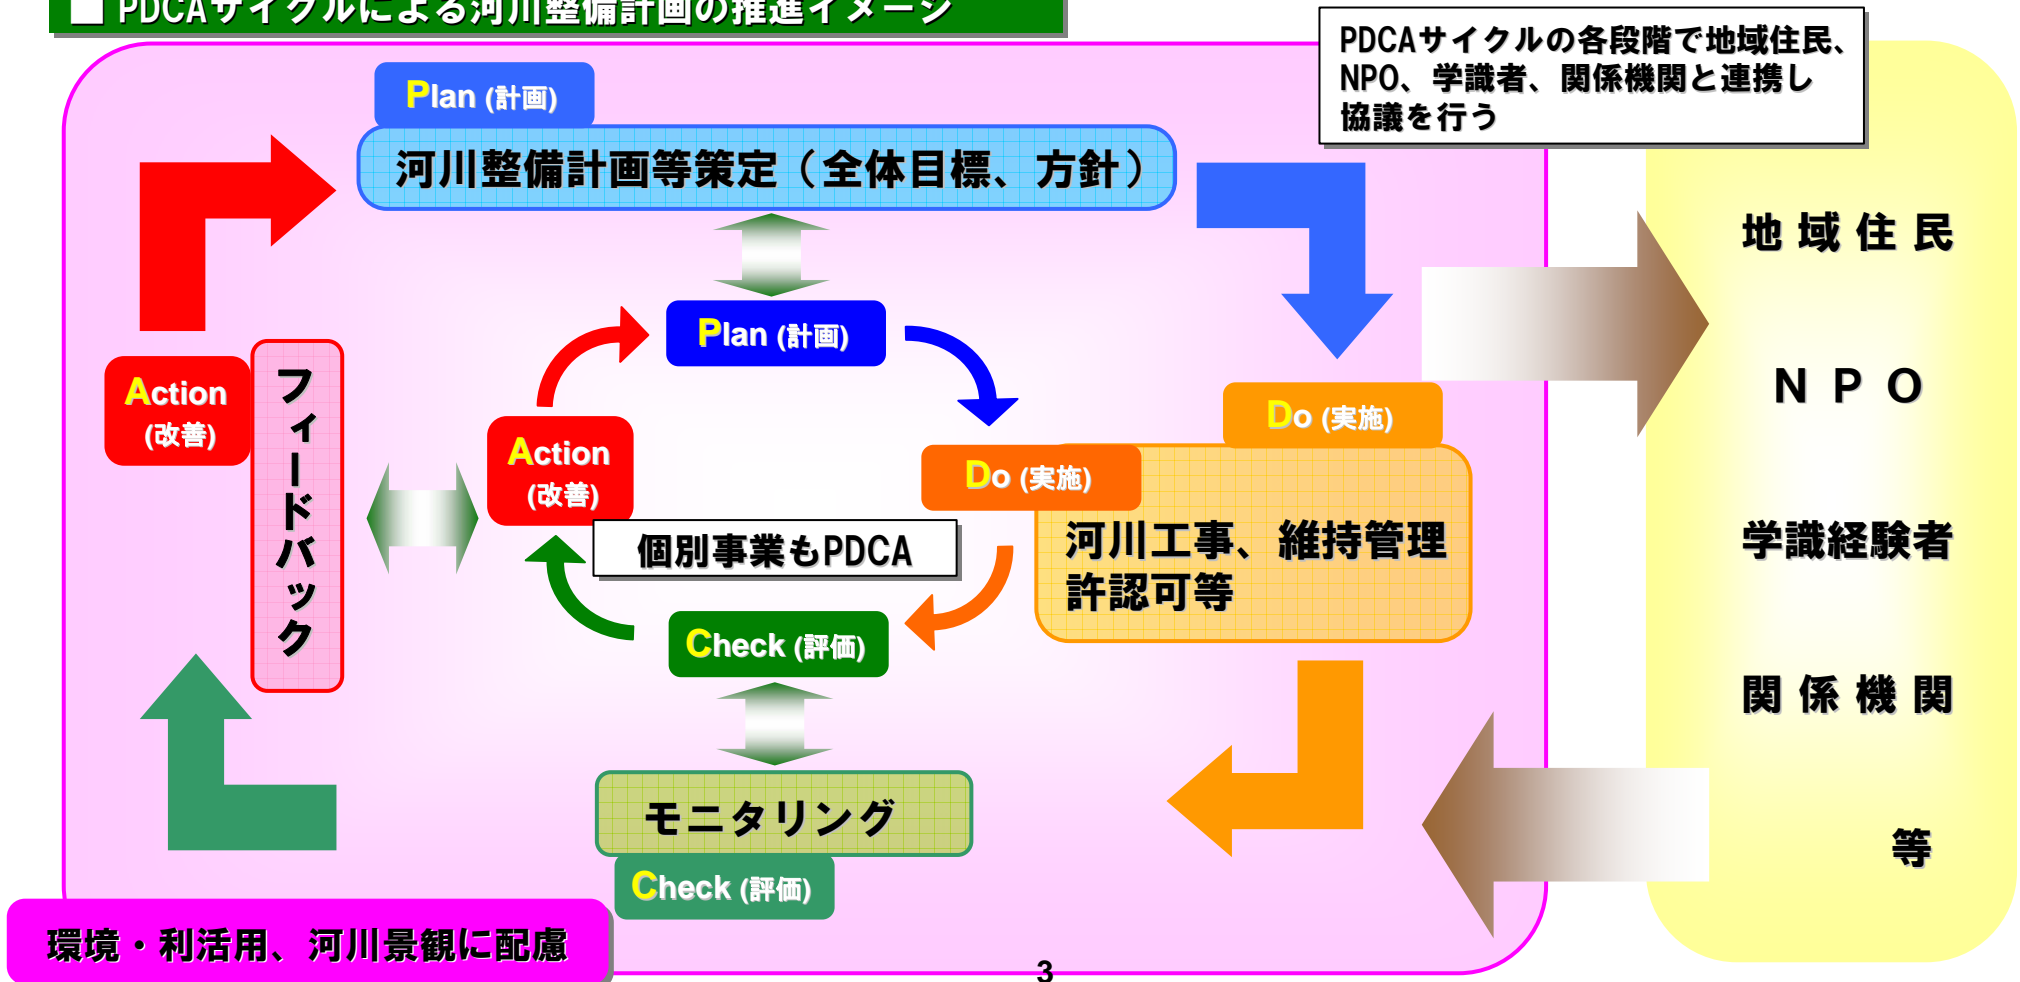 ■ PDCAサイクルによる河川整備計画の推進イメージ
PDCAサイクルの各段階で地域住民、
NPO、学識者、関係機関と連携し
協議を行う
Plan (計画)
河川整備計画等策定（全体目標、方針）
Plan (計画)
Action
(改善)
フィードバック
Action
(改善)
Do (実施)
Do (実施)
河川工事、維持管理
許認可等
個別事業もPDCA
Check (評価)
モニタリング
Check (評価)
地域住民
NPO
学識経験者
関係機関
等
環境・利活用、河川景観に配慮
3